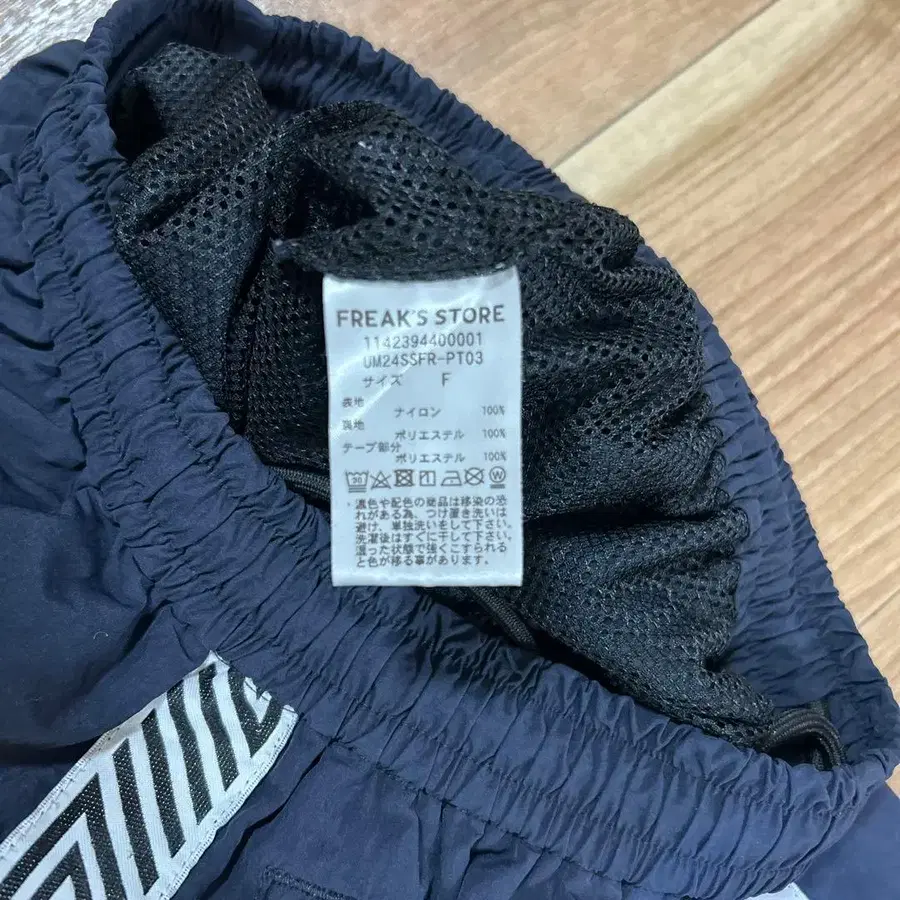 FREAK'S STORE
1142394400001
UM24SSFR-PT03
サイズ F
表地
ナイロン 100%
裏地
ポリエステル 100%
テープ部分
ポリエステル 100%
・濃色や配色の商品は移染の恐
れがある為、つけ置き洗いは
避け、単独洗いをして下さい。
洗濯後はすぐに干して下さい。
湿った状態で強くこすられる
と色が移る事があります。